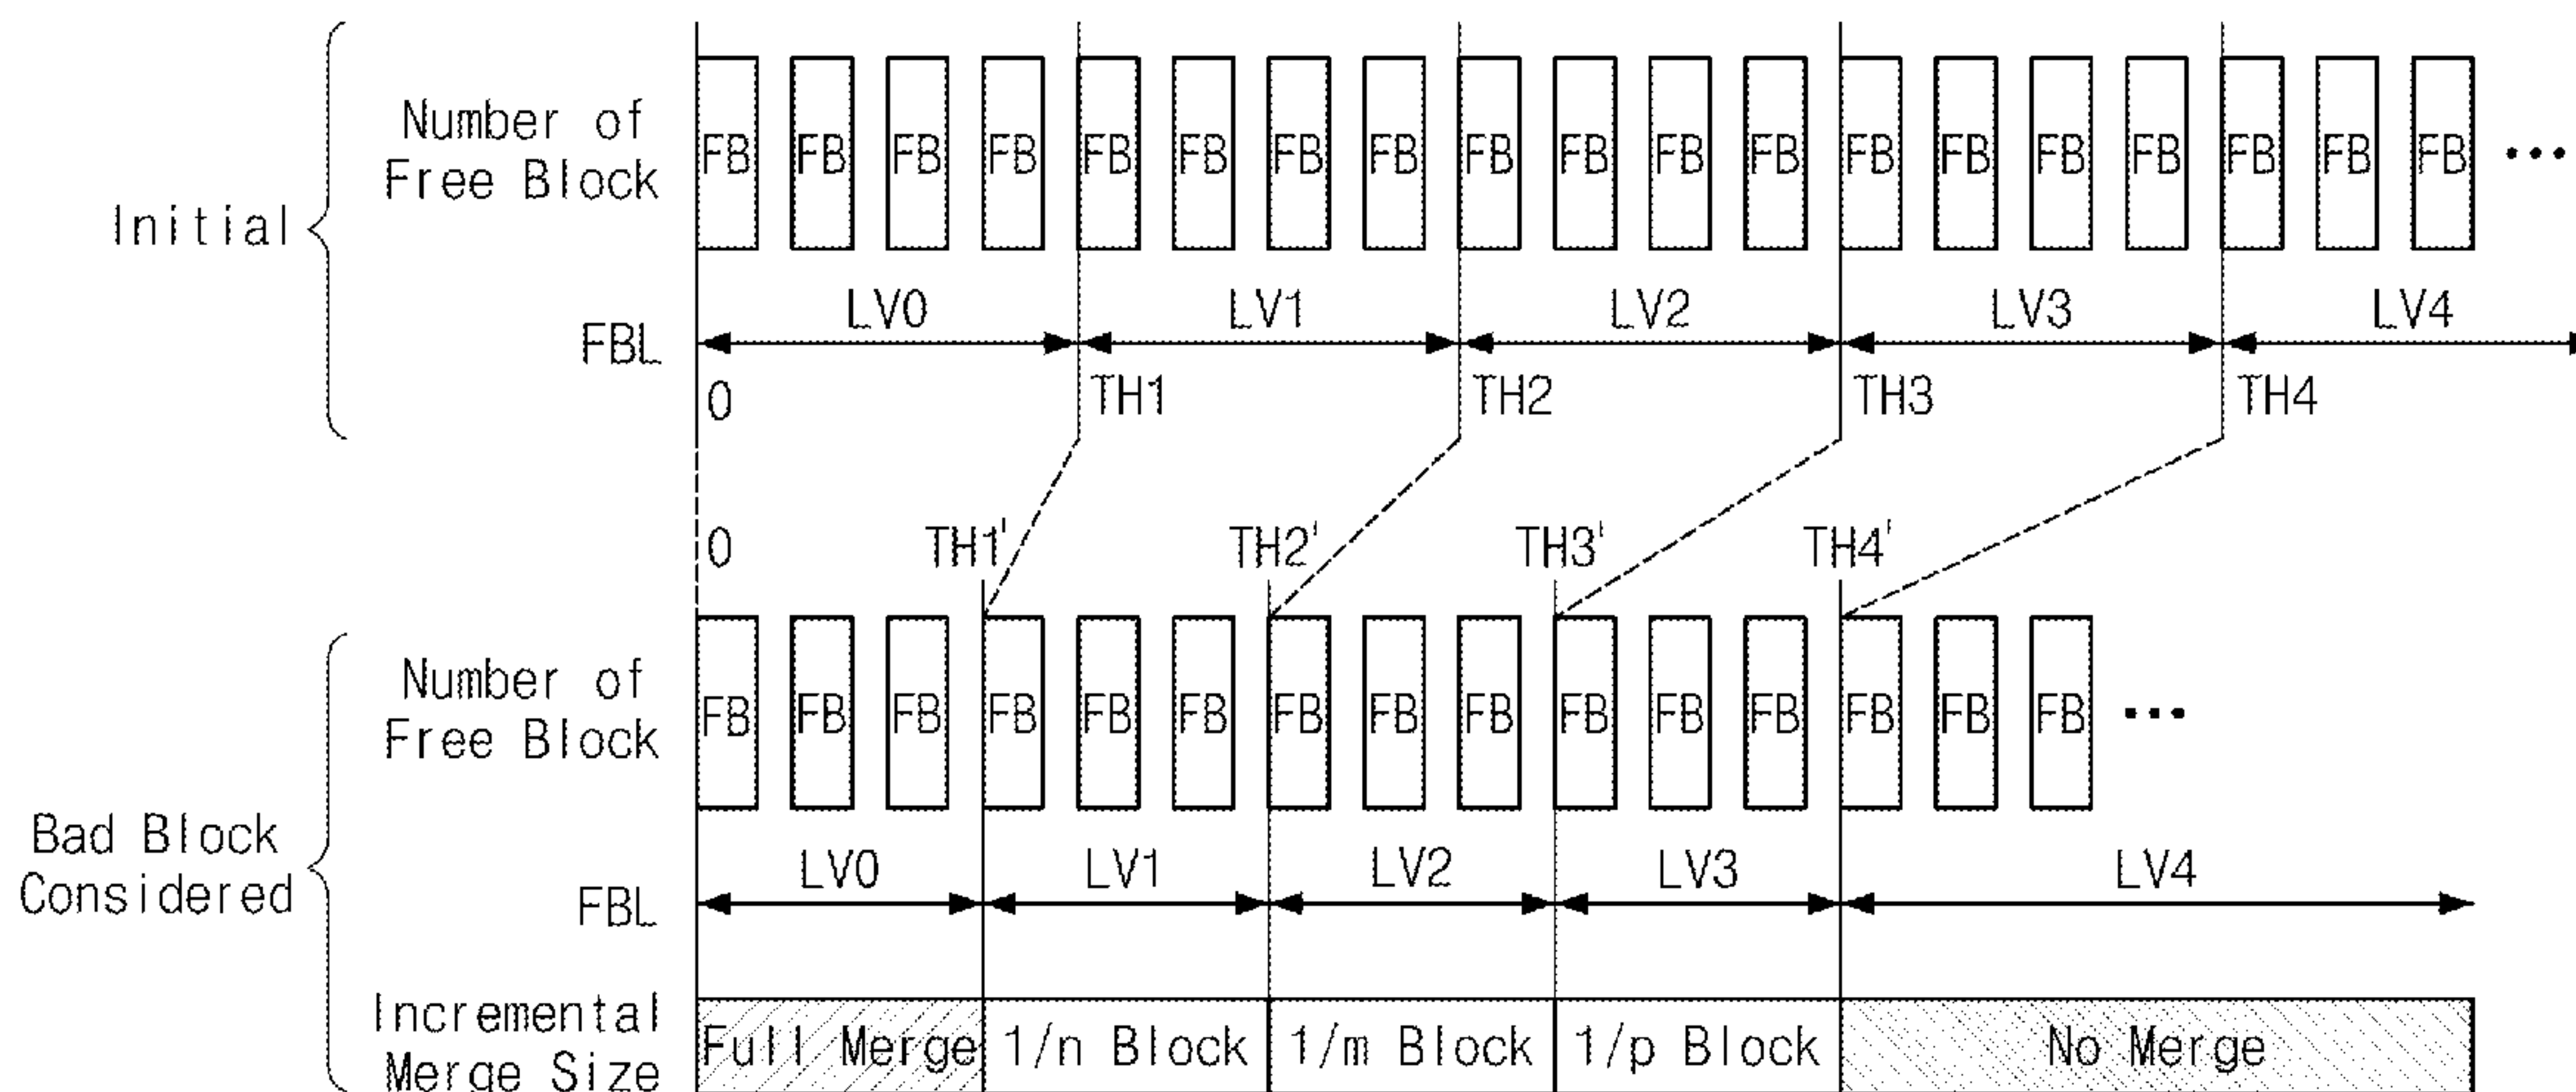 Initial
Number of
Free Block
FB FB FB FB FB FB FB FB FB FB FB FB FB FB FB FB FB FB FB ...
FBL
LV0 LV1 LV2 LV3 LV4
0 TH1 TH2 TH3 TH4
0 TH1' TH2' TH3' TH4'
Bad Block
Considered
Number of
Free Block
FB FB FB FB FB FB FB FB FB FB FB FB FB FB FB ...
FBL
LV0 LV1 LV2 LV3 LV4
Incremental
Merge Size
Full Merge 1/n Block 1/m Block 1/p Block No Merge